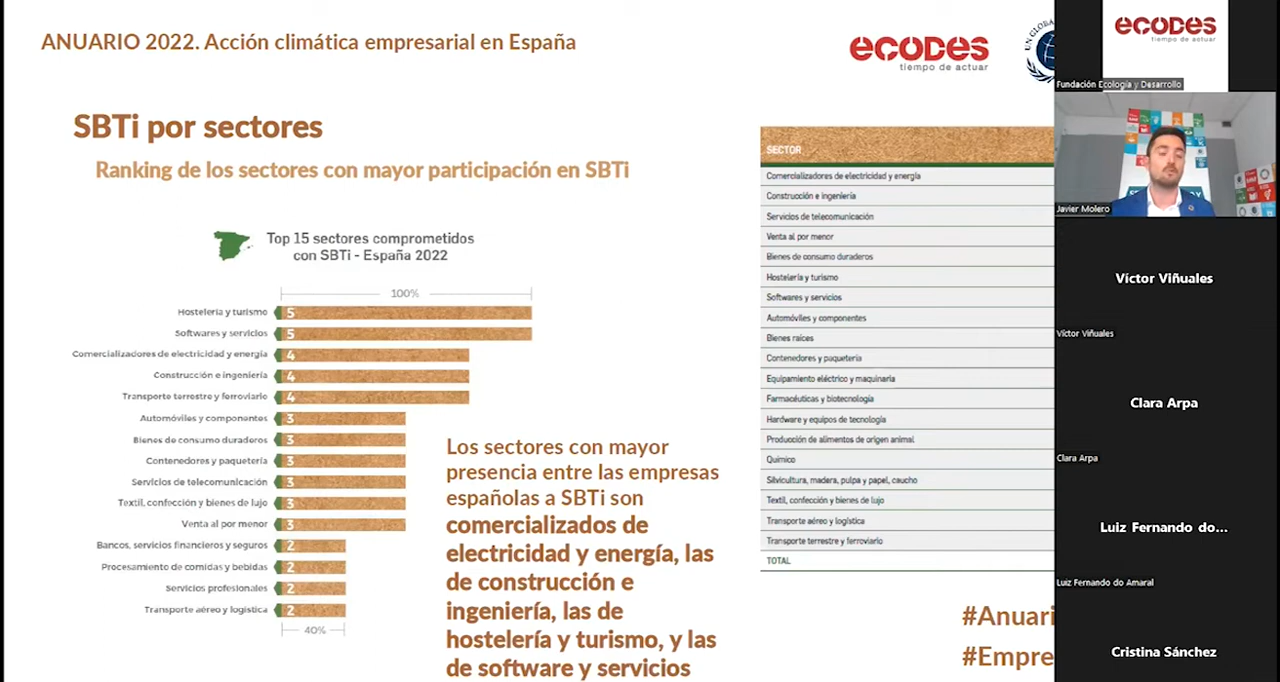 ANUARIO 2022. Acción climática empresarial en España
ecodes
tiempo de actuar
UN GLOBAL
SBTi por sectores
Ranking de los sectores con mayor participación en SBTi
Top 15 sectores comprometidos
con SBTi - España 2022
100%
Hostelería y turismo 5
Softwares y servicios 5
Comercializadores de electricidad y energía 4
Construcción e ingeniería 4
Transporte terrestre y ferroviario 4
Automóviles y componentes 3
Bienes de consumo duraderos 3
Contenedores y paquetería 3
Servicios de telecomunicación 3
Textil, confección y bienes de lujo 3
Venta al por menor 3
Bancos, servicios financieros y seguros 2
Procesamiento de comidas y bebidas 2
Servicios profesionales 2
Transporte aéreo y logística 2
40%
Los sectores con mayor
presencia entre las empresas
españolas a SBTi son
comercializados de
electricidad y energía, las
de construcción e
ingeniería, las de
hostelería y turismo, y las
de software y servicios
SECTOR
Comercializadores de electricidad y energía
Construcción e ingeniería
Servicios de telecomunicación
Venta al por menor
Bienes de consumo duraderos
Hostelería y turismo
Softwares y servicios
Automóviles y componentes
Bienes raíces
Contenedores y paquetería
Equipamiento eléctrico y maquinaria
Farmacéuticas y biotecnología
Hardware y equipos de tecnología
Producción de alimentos de origen animal
Químico
Silvicultura, madera, pulpa y papel, caucho
Textil, confección y bienes de lujo
Transporte aéreo y logística
Transporte terrestre y ferroviario
TOTAL
#Anuari
#Empre
ecodes
tiempo de actuar
Fundación Ecología y Desarrollo
Javier Molero
Víctor Viñuales
Víctor Viñuales
Clara Arpa
Clara Arpa
Luiz Fernando do...
Luiz Fernando do Amaral
Cristina Sánchez